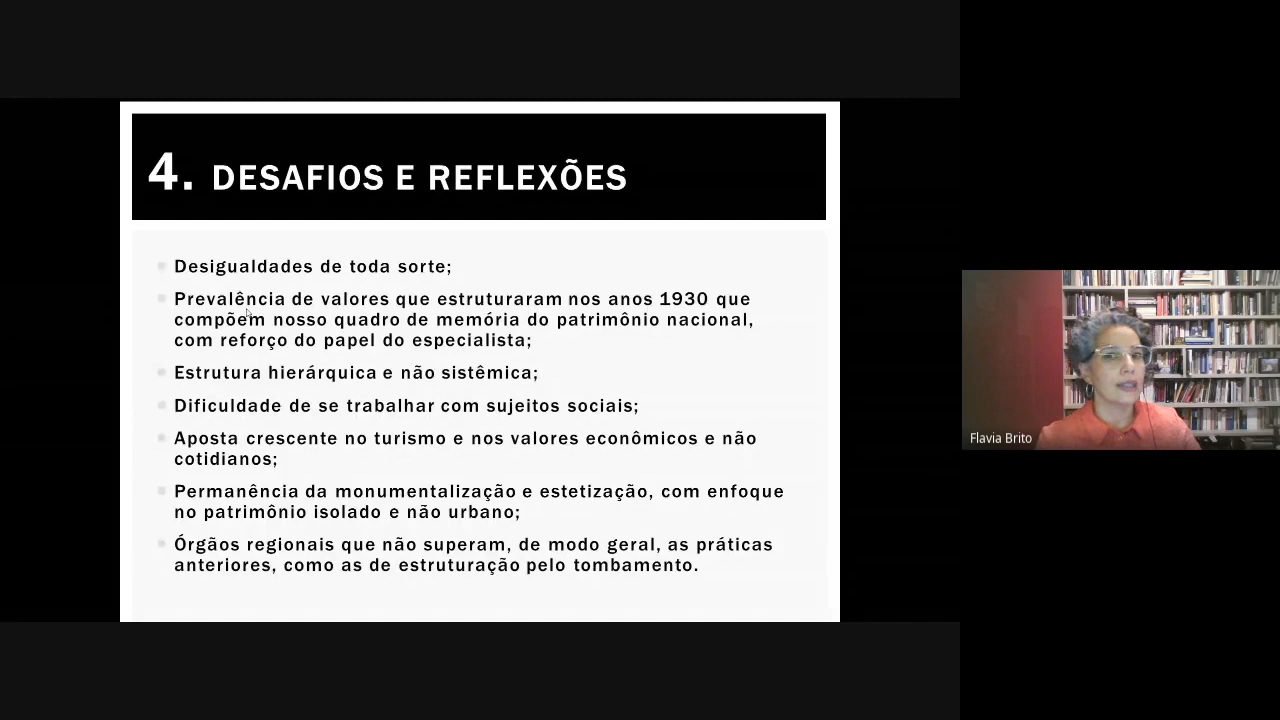 4. DESAFIOS E REFLEXÕES
Desigualdades de toda sorte;
Prevalência de valores que estruturaram nos anos 1930 que
compõem nosso quadro de memória do patrimônio nacional,
com reforço do papel do especialista;
Estrutura hierárquica e não sistêmica;
Dificuldade de se trabalhar com sujeitos sociais;
Aposta crescente no turismo e nos valores econômicos e não
cotidianos;
Permanência da monumentalização e estetização, com enfoque
no patrimônio isolado e não urbano;
Órgãos regionais que não superam, de modo geral, as práticas
anteriores, como as de estruturação pelo tombamento.
Flavia Brito